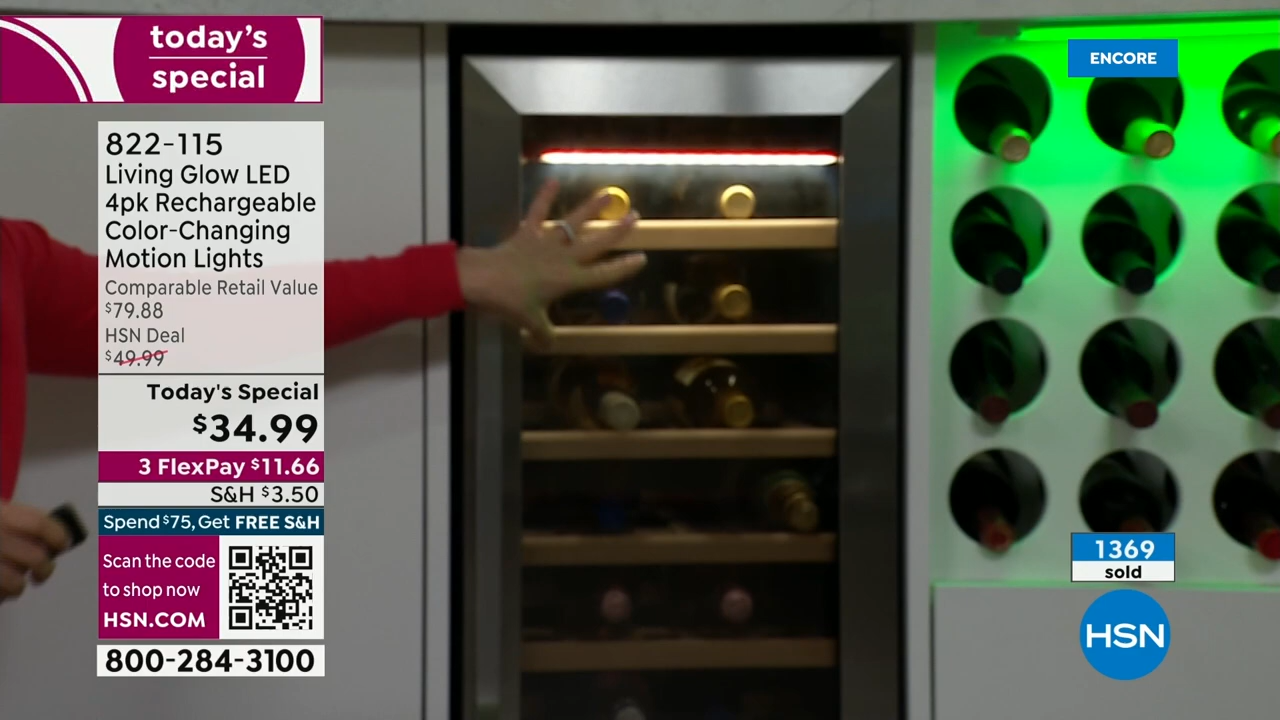 today's
special
ENCORE
822-115
Living Glow LED
4pk Rechargeable
Color-Changing
Motion Lights
Comparable Retail Value
$79.88
HSN Deal
$49.99
Today's Special
$34.99
3 FlexPay $11.66
S&H $3.50
Spend $75, Get FREE S&H
Scan the code
to shop now
HSN.COM
800-284-3100
1369
sold
HSN